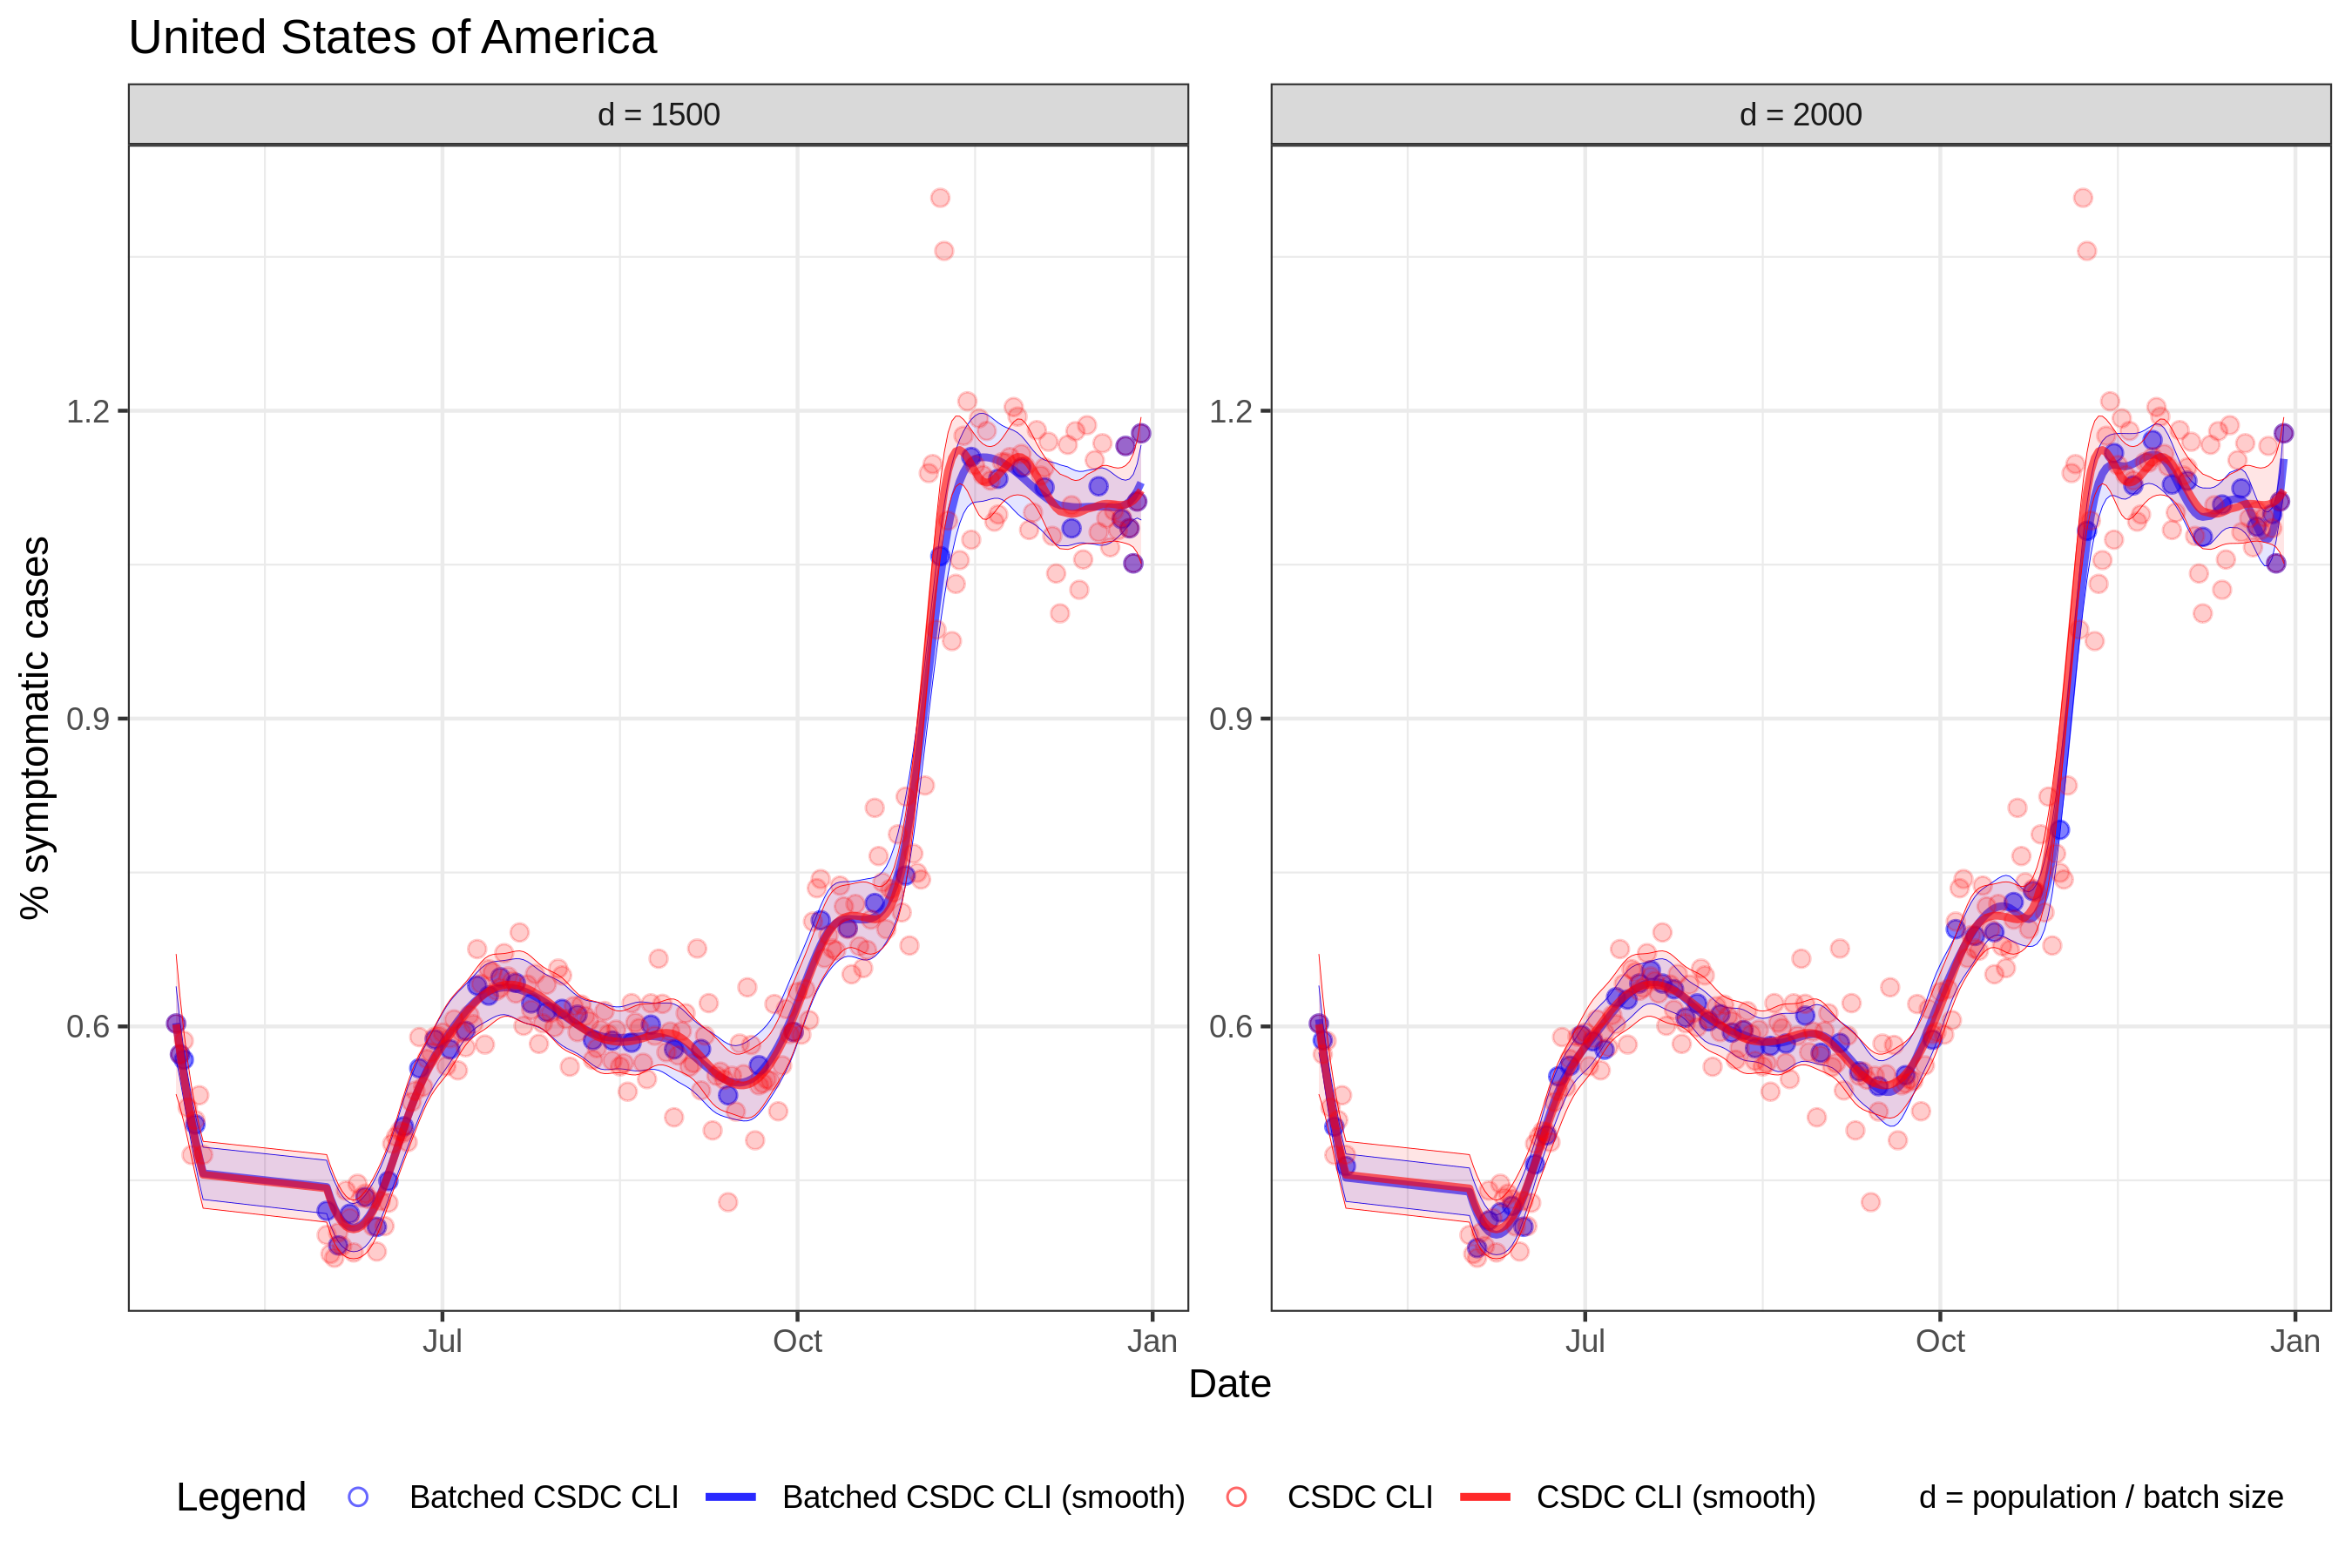 United States of America
d = 1500
d = 2000
% symptomatic cases
1.2
0.9
0.6
1.2
0.9
0.6
Jul
Oct
Jan
Jul
Oct
Jan
Date
Legend
Batched CSDC CLI
Batched CSDC CLI (smooth)
CSDC CLI
CSDC CLI (smooth)
d = population / batch size